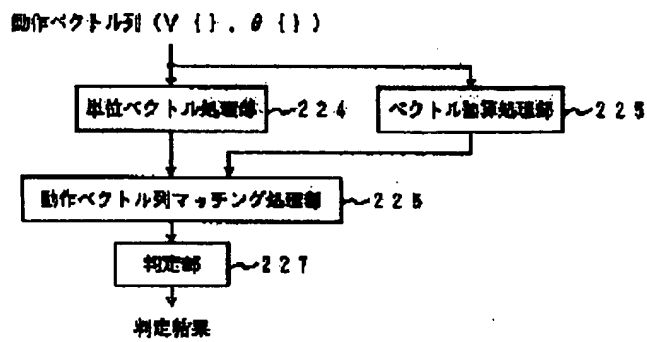 動作ベクトル列 (V {}, θ {})
単位ベクトル処理部 224
ベクトル加算処理部 225
動作ベクトル列マッチング処理部 226
判定部 227
判定結果